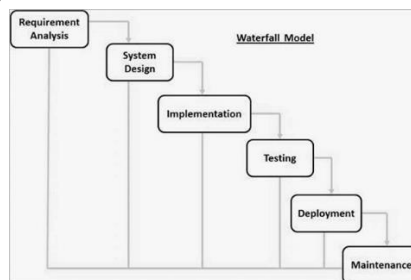 Requirement
Analysis
Waterfall Model
System
Design
Implementation
Testing
Deployment
Maintenance